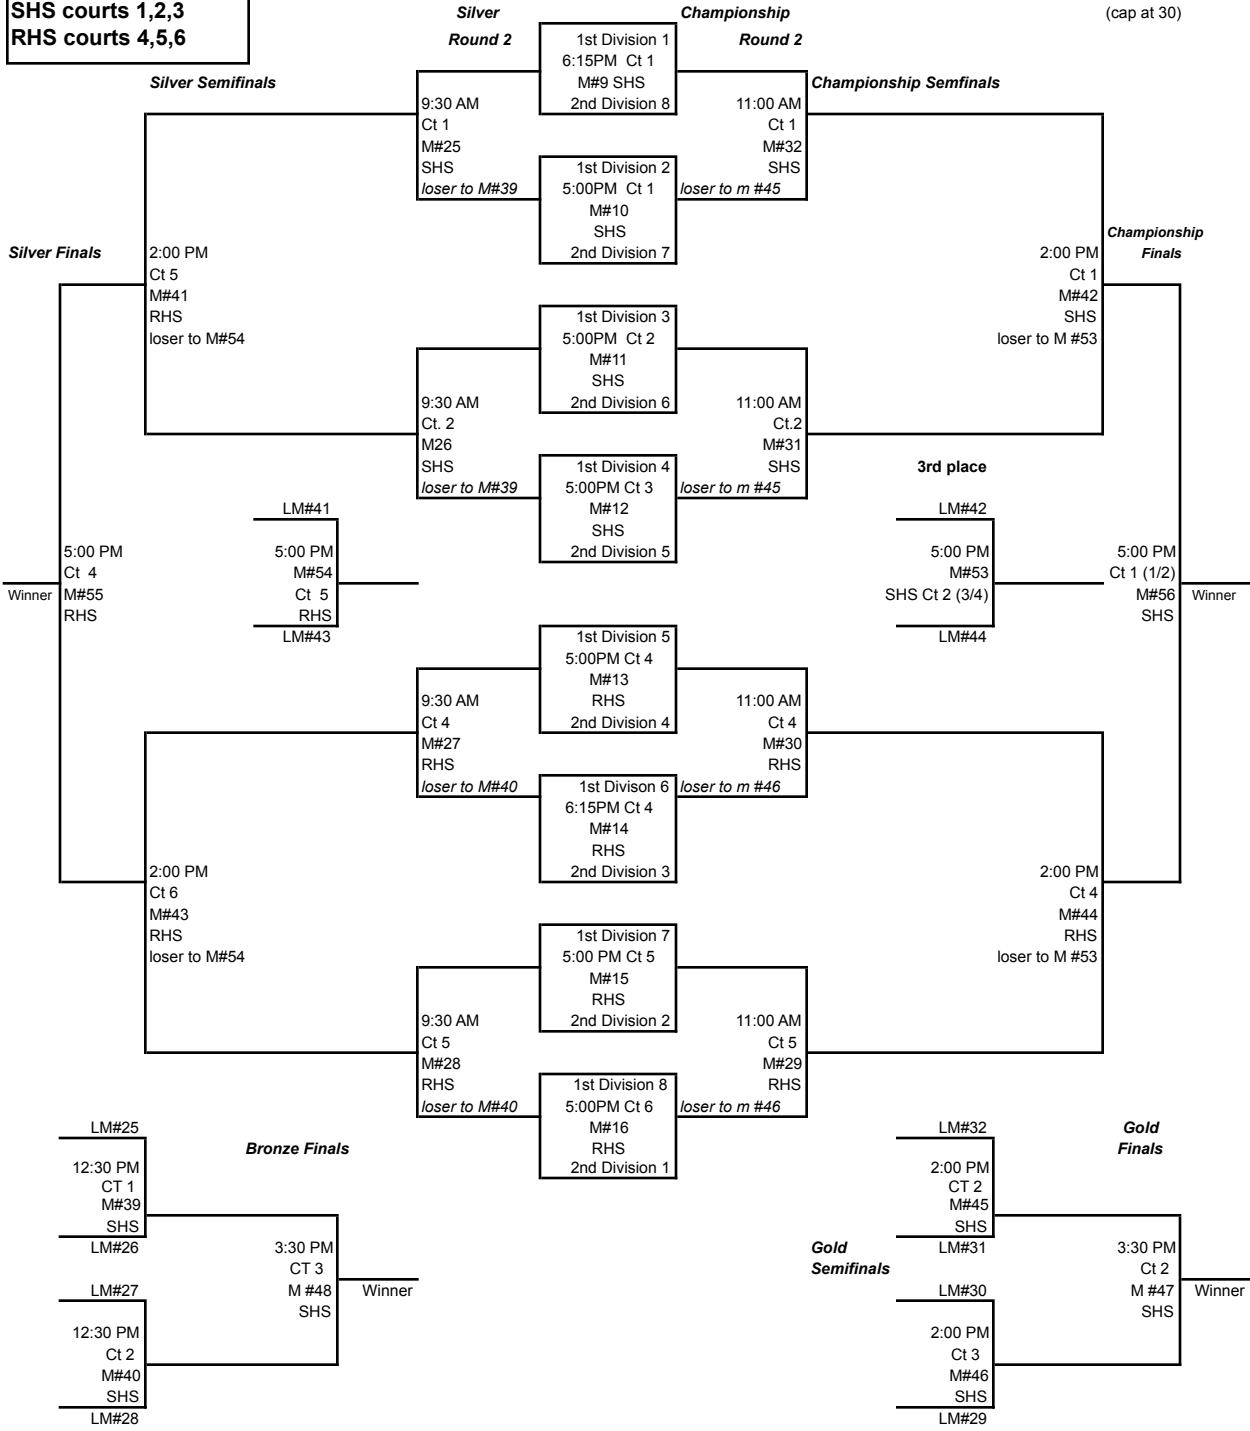 SHS courts 1,2,3
RHS courts 4,5,6
Silver
Round 2
Championship
Round 2
(cap at 30)
Silver Semifinals
Championship Semfinals
1st Division 1
6:15PM Ct 1
M#9 SHS
2nd Division 8
9:30 AM
Ct 1
M#25
SHS
loser to M#39
11:00 AM
Ct 1
M#32
SHS
loser to m #45
1st Division 2
5:00PM Ct 1
M#10
SHS
2nd Division 7
Silver Finals
2:00 PM
Ct 5
M#41
RHS
loser to M#54
Championship
Finals
2:00 PM
Ct 1
M#42
SHS
loser to M #53
1st Division 3
5:00PM Ct 2
M#11
SHS
2nd Division 6
9:30 AM
Ct. 2
M26
SHS
loser to M#39
11:00 AM
Ct.2
M#31
SHS
loser to m #45
1st Division 4
5:00PM Ct 3
M#12
SHS
2nd Division 5
3rd place
LM#41
5:00 PM
M#54
Ct 5
RHS
LM#43
LM#42
5:00 PM
M#53
SHS Ct 2 (3/4)
LM#44
Winner
5:00 PM
Ct 4
M#55
RHS
5:00 PM
Ct 1 (1/2)
M#56
SHS
Winner
1st Division 5
5:00PM Ct 4
M#13
RHS
2nd Division 4
9:30 AM
Ct 4
M#27
RHS
loser to M#40
11:00 AM
Ct 4
M#30
RHS
loser to m #46
1st Divison 6
6:15PM Ct 4
M#14
RHS
2nd Division 3
2:00 PM
Ct 6
M#43
RHS
loser to M#54
2:00 PM
Ct 4
M#44
RHS
loser to M #53
1st Division 7
5:00 PM Ct 5
M#15
RHS
2nd Division 2
9:30 AM
Ct 5
M#28
RHS
loser to M#40
11:00 AM
Ct 5
M#29
RHS
loser to m #46
1st Division 8
5:00PM Ct 6
M#16
RHS
2nd Division 1
LM#25
12:30 PM
CT 1
M#39
SHS
LM#26
Bronze Finals
LM#27
12:30 PM
Ct 2
M#40
SHS
LM#28
3:30 PM
CT 3
M #48
SHS
Winner
LM#32
2:00 PM
CT 2
M#45
SHS
LM#31
Gold
Finals
Gold
Semifinals
LM#30
2:00 PM
Ct 3
M#46
SHS
LM#29
3:30 PM
Ct 2
M #47
SHS
Winner